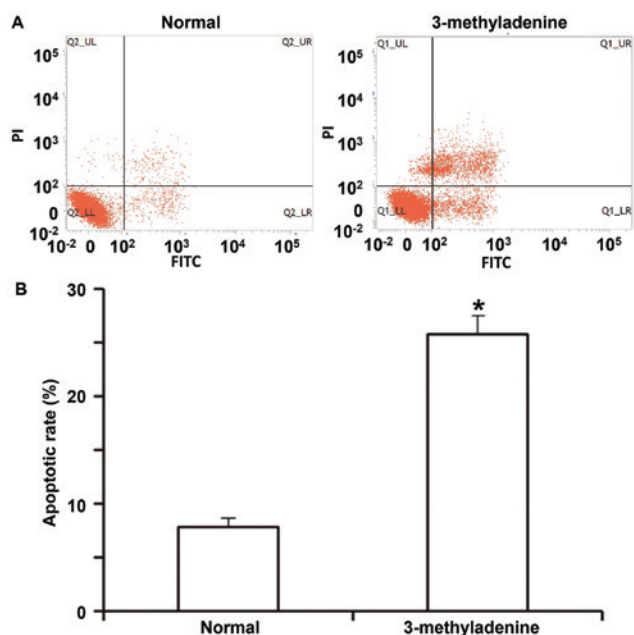 A
Normal
3-methyladenine
Q2_UL
Q2_UR
Q1_UL
Q1_UR
10⁵
10⁴
10³
10²
0
10⁻²
PI
Q2_LL
Q2_LR
10⁻² 0 10² 10³ 10⁴ 10⁵
FITC
10⁵
10⁴
10³
10²
0
10⁻²
PI
Q1_LL
Q1_LR
10⁻² 0 10² 10³ 10⁴ 10⁵
FITC
B
30
20
10
0
Apoptotic rate (%)
*
Normal
3-methyladenine